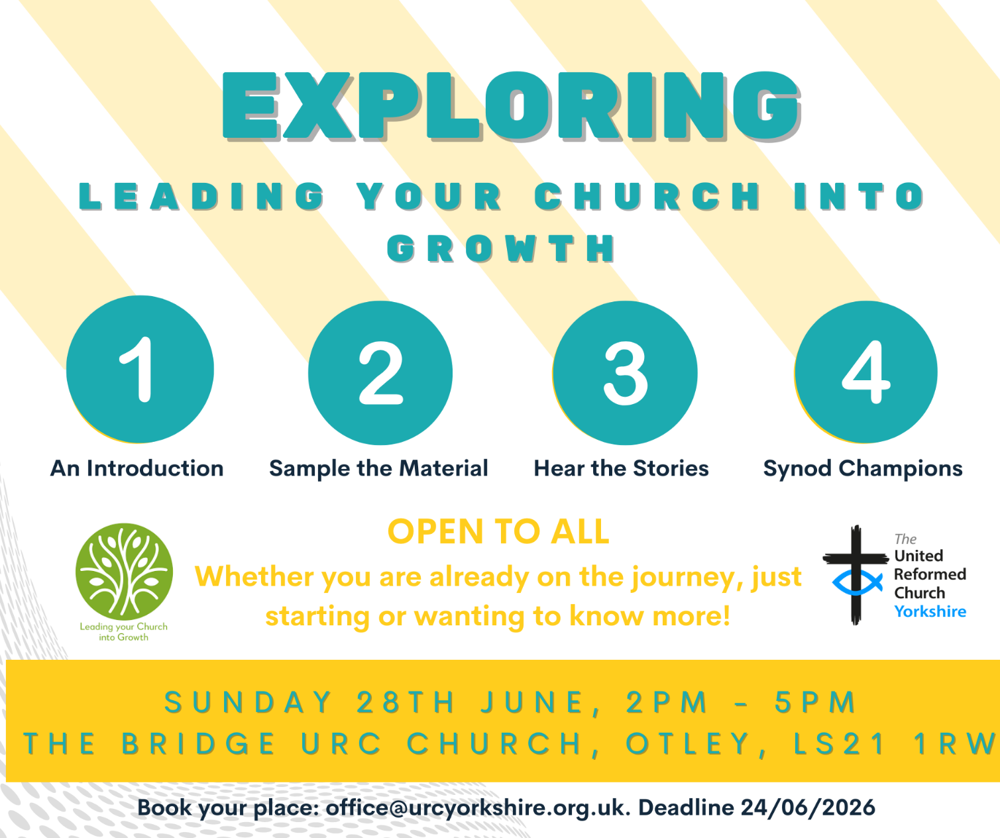 EXPLORING
LEADING YOUR CHURCH INTO
GROWTH
1
2
3
4
An Introduction
Sample the Material
Hear the Stories
Synod Champions
OPEN TO ALL
Whether you are already on the journey, just
starting or wanting to know more!
Leading your Church
into Growth
The
United
Reformed
Church
Yorkshire
SUNDAY 28TH JUNE, 2PM - 5PM
THE BRIDGE URC CHURCH, OTLEY, LS21 1RW
Book your place: office@urcyorkshire.org.uk. Deadline 24/06/2026